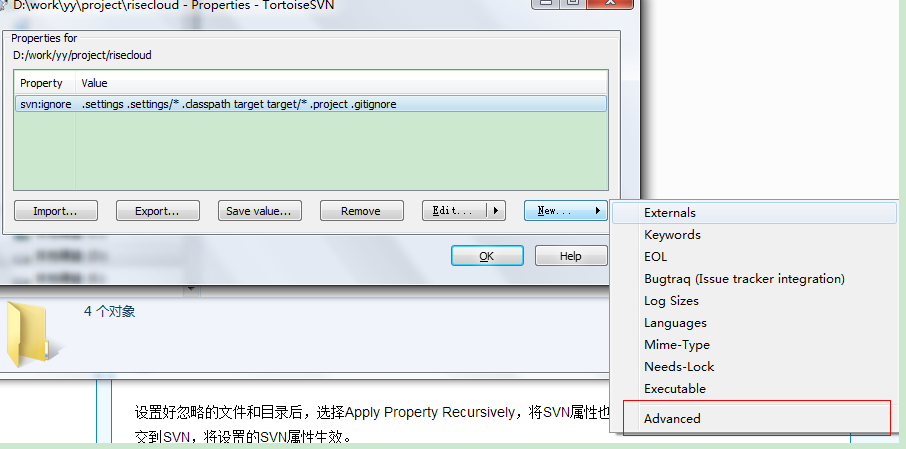 D:\work\yy\project\risecloud - Properties - TortoiseSVN
Properties for
D:/work/yy/project/risecloud
Property Value
svn:ignore .settings .settings/* .classpath target target/* .project .gitignore
Import... Export... Save value... Remove Edit... New...
OK Help
Externals
Keywords
EOL
Bugtraq (Issue tracker integration)
Log Sizes
Languages
Mime-Type
Needs-Lock
Executable
Advanced
4 个对象
设置好忽略的文件和目录后，选择Apply Property Recursively，将SVN属性也
交到SVN，将设置的SVN属性生效。